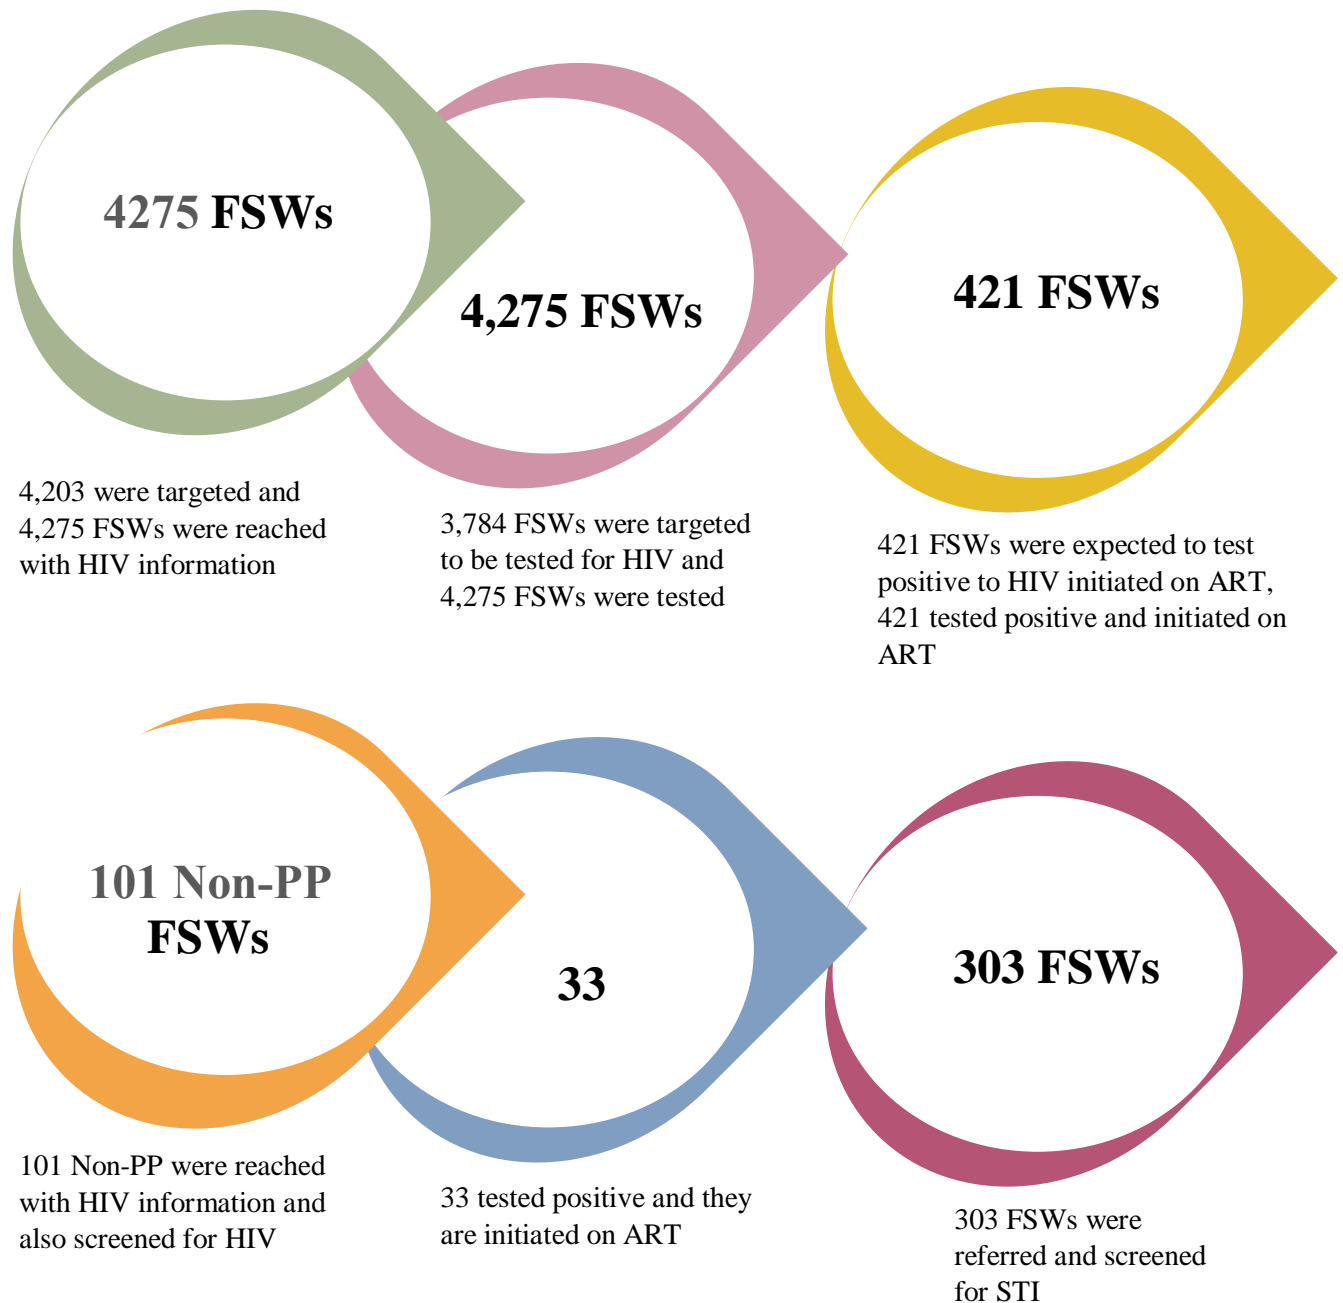 4275 FSWs
4,275 FSWs
421 FSWs
4,203 were targeted and
4,275 FSWs were reached
with HIV information
3,784 FSWs were targeted
to be tested for HIV and
4,275 FSWs were tested
421 FSWs were expected to test
positive to HIV initiated on ART,
421 tested positive and initiated on
ART
101 Non-PP
FSWs
33
303 FSWs
101 Non-PP were reached
with HIV information and
also screened for HIV
33 tested positive and they
are initiated on ART
303 FSWs were
referred and screened
for STI